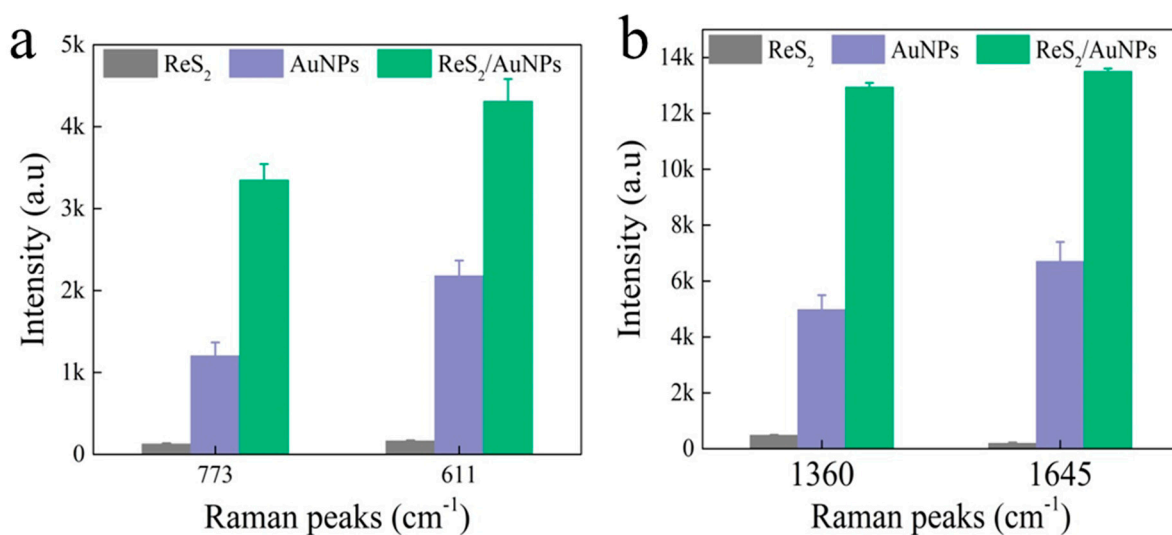 a
ReS₂ AuNPs ReS₂/AuNPs
5k
4k
3k
2k
1k
0
Intensity (a.u)
773 611
Raman peaks (cm⁻¹)
b
ReS₂ AuNPs ReS₂/AuNPs
14k
12k
10k
8k
6k
4k
2k
0
Intensity (a.u)
1360 1645
Raman peaks (cm⁻¹)